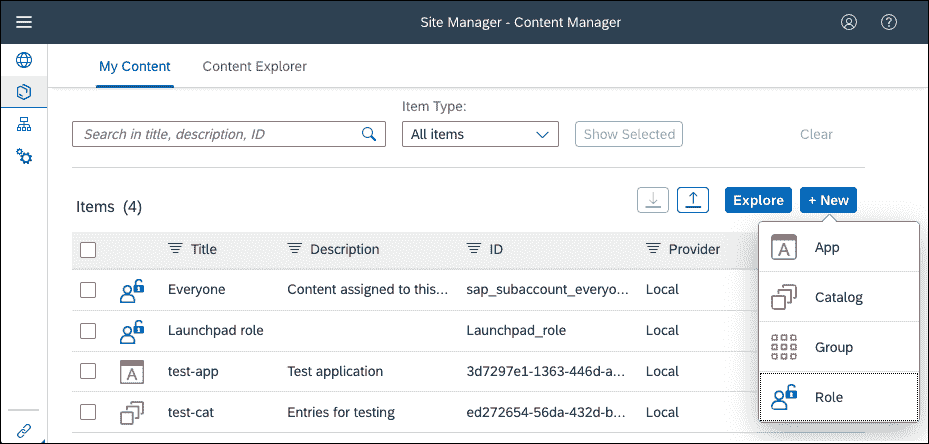 Site Manager - Content Manager
My Content Content Explorer
Item Type:
Search in title, description, ID All items Show Selected Clear
Items (4) Explore + New
Title Description ID Provider
App
Everyone Content assigned to this... sap_subaccount_everyo... Local
Catalog
Launchpad role Launchpad_role Local
Group
test-app Test application 3d7297e1-1363-446d-a... Local
Role
test-cat Entries for testing ed272654-56da-432d-b... Local